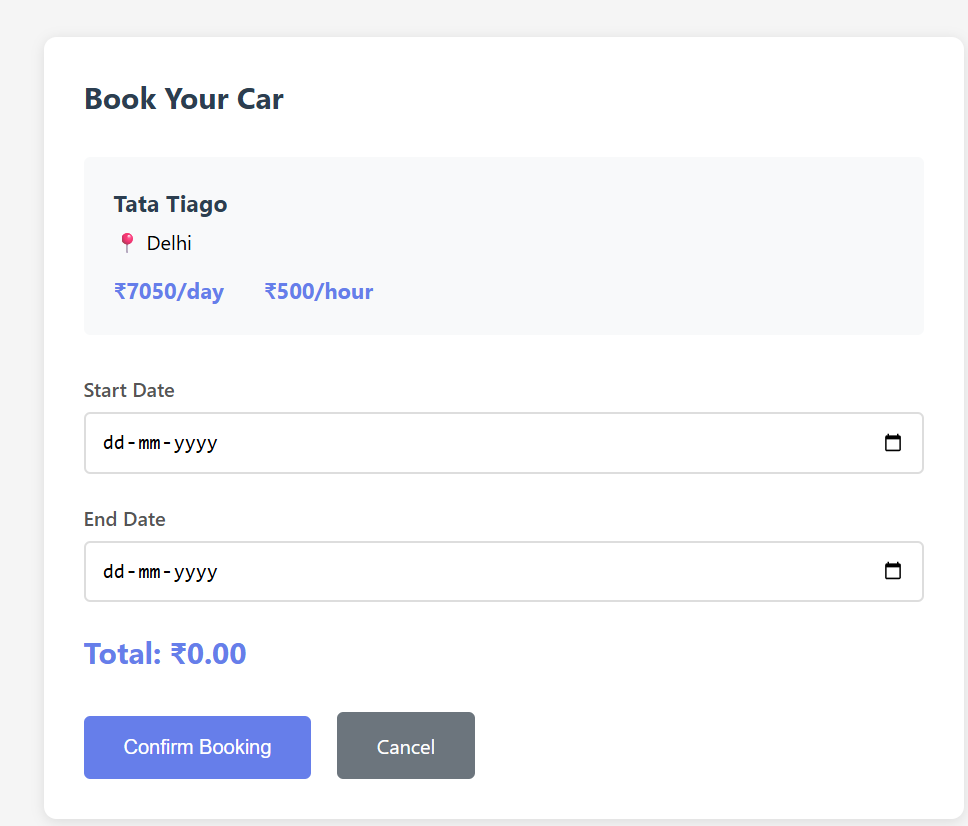 Book Your Car
Tata Tiago
📍 Delhi
₹7050/day ₹500/hour
Start Date
dd-mm-yyyy
End Date
dd-mm-yyyy
Total: ₹0.00
Confirm Booking Cancel